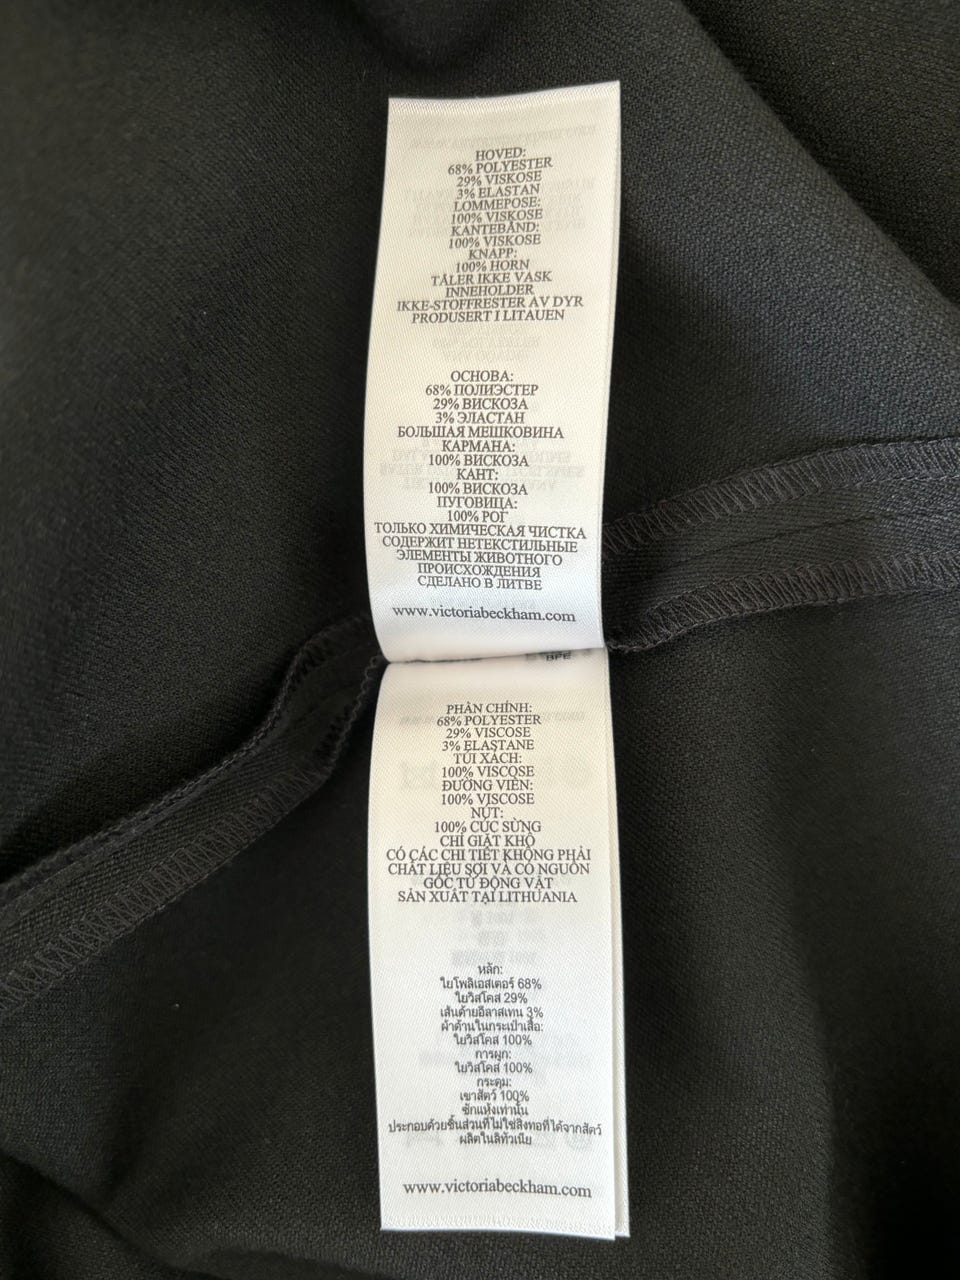 HOVED:
68% POLYESTER
29% VISKOSE
3% ELASTAN
LOMMEPOSE:
100% VISKOSE
KANTEBÅND:
100% VISKOSE
KNAPP:
100% HORN
TÅLER IKKE VASK
INNEHOLDER
IKKE-STOFFRESTER AV DYR
PRODUSERT I LITAUEN
ОСНОВА:
68% ПОЛИЭСТЕР
29% ВИСКОЗА
3% ЭЛАСТАН
БОЛЬШАЯ МЕШКОВИНА
КАРМАНА:
100% ВИСКОЗА
КАНТ:
100% ВИСКОЗА
ПУГОВИЦА:
100% РОГ
ТОЛЬКО ХИМИЧЕСКАЯ ЧИСТКА
СОДЕРЖИТ НЕТЕКСТИЛЬНЫЕ
ЭЛЕМЕНТЫ ЖИВОТНОГО
ПРОИСХОЖДЕНИЯ
СДЕЛАНО В ЛИТВЕ
www.victoriabeckham.com
PHẦN CHÍNH:
68% POLYESTER
29% VISCOSE
3% ELASTANE
TÚI XÁCH:
100% VISCOSE
ĐƯỜNG VIỀN:
100% VISCOSE
NÚT:
100% CÚC SỪNG
CHỈ GIẶT KHÔ
CÓ CÁC CHI TIẾT KHÔNG PHẢI
CHẤT LIỆU SỢI VÀ CÓ NGUỒN
GỐC TỪ ĐỘNG VẬT
SẢN XUẤT TẠI LITHUANIA
หลัก:
ใยโพลิเอสเตอร์ 68%
ใยวิสโคส 29%
เส้นด้ายอีลาสเทน 3%
ผ้าด้านในกระเป๋าเสื้อ:
ใยวิสโคส 100%
การผูก:
ใยวิสโคส 100%
กระดุม:
เขาสัตว์ 100%
ซักแห้งเท่านั้น
ประกอบด้วยชิ้นส่วนที่ไม่ใช่สิ่งทอที่ได้จากสัตว์
ผลิตในลิทัวเนีย
www.victoriabeckham.com